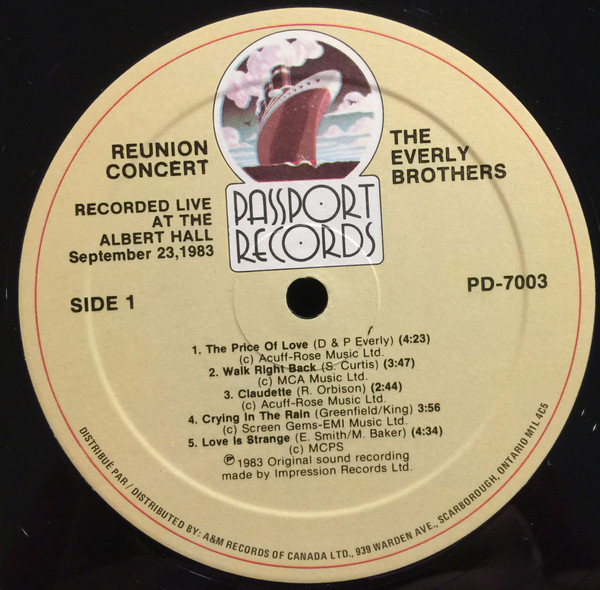 REUNION
CONCERT
RECORDED LIVE
AT THE
ALBERT HALL
September 23,1983
SIDE 1
PASSPORT
RECORDS
THE
EVERLY
BROTHERS
PD-7003
1. The Price Of Love (D & P Everly) (4:23)
(c) Acuff-Rose Music Ltd.
2. Walk Right Back (S. Curtis) (3:47)
(c) MCA Music Ltd.
3. Claudette (R. Orbison) (2:44)
(c) Acuff-Rose Music Ltd.
4. Crying In The Rain (Greenfield/King) 3:56
(c) Screen Gems-EMI Music Ltd.
5. Love Is Strange (E. Smith/M. Baker) (4:34)
(c) MCPS
℗ 1983 Original sound recording
made by Impression Records Ltd.
DISTRIBUÉ PAR / DISTRIBUTED BY: A&M RECORDS OF CANADA LTD., 939 WARDEN AVE., SCARBOROUGH, ONTARIO M1L 4C5